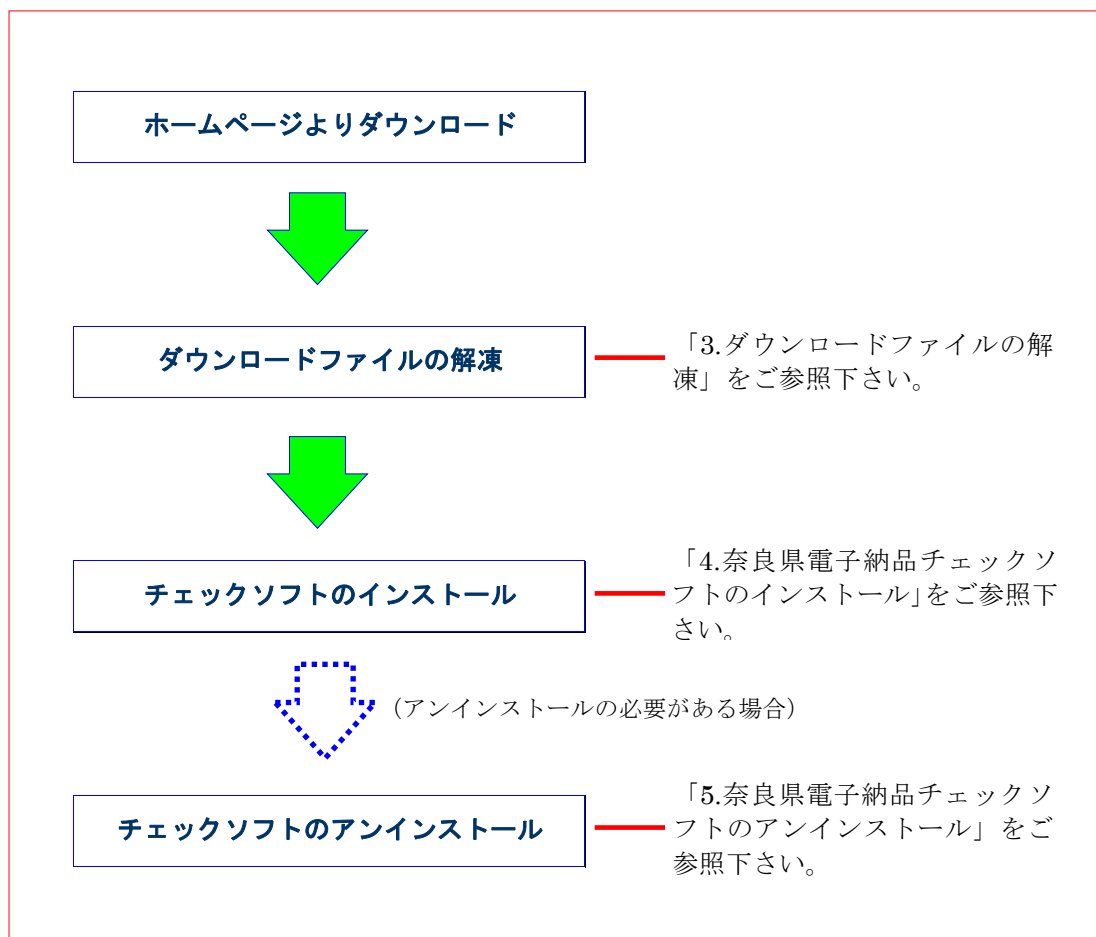 ホームページよりダウンロード
ダウンロードファイルの解凍
「3.ダウンロードファイルの解
凍」をご参照下さい。
チェックソフトのインストール
「4.奈良県電子納品チェックソ
フトのインストール」をご参照下
さい。
（アンインストールの必要がある場合）
チェックソフトのアンインストール
「5.奈良県電子納品チェックソ
フトのアンインストール」をご
参照下さい。